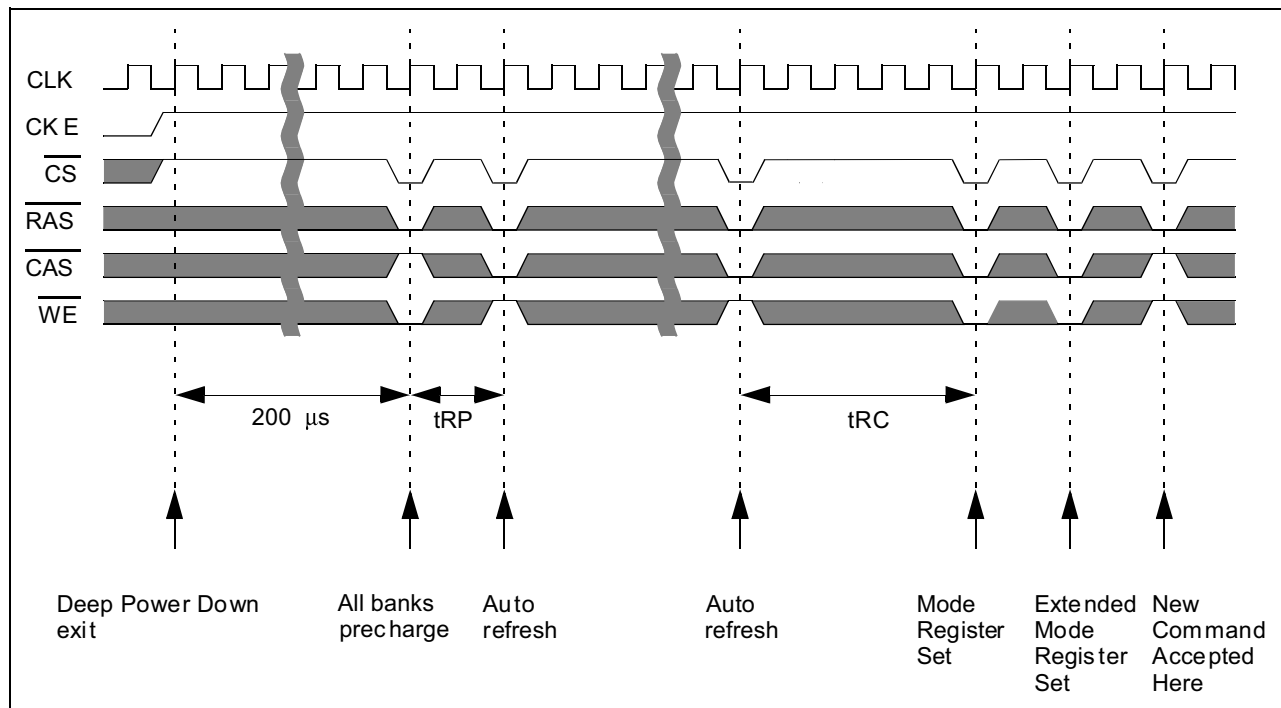 CLK
CKE
CS
RAS
CAS
WE
200 μs
tRP
tRC
Deep Power Down
exit
All banks
precharge
Auto
refresh
Auto
refresh
Mode
Register
Set
Extended
Mode
Register
Set
New
Command
Accepted
Here